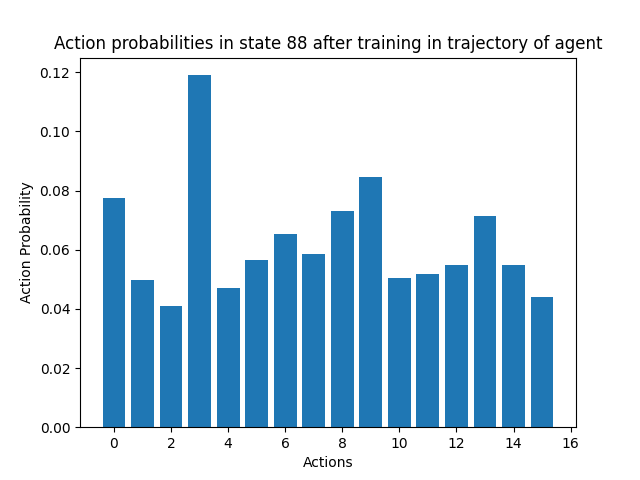 Action probabilities in state 88 after training in trajectory of agent
0.12
0.10
0.08
0.06
0.04
0.02
0.00
Action Probability
0 2 4 6 8 10 12 14 16
Actions